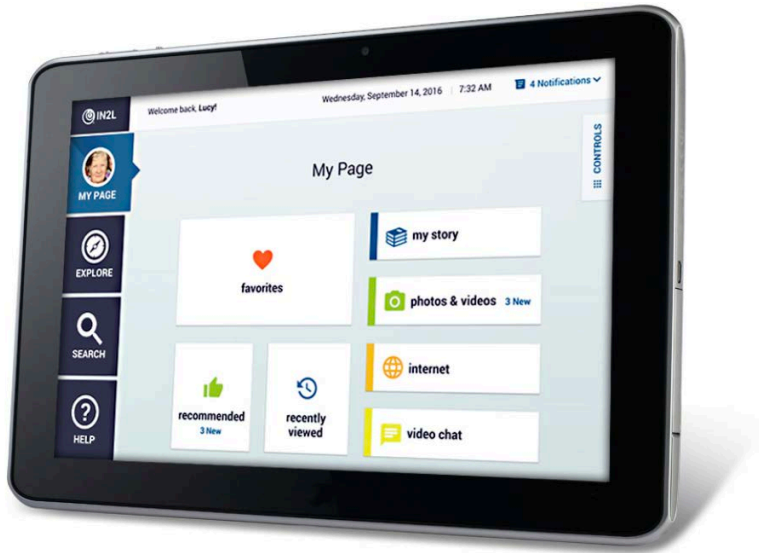 IN2L
Welcome back, Lucy!
Wednesday, September 14, 2016 | 7:32 AM
4 Notifications
CONTROLS
MY PAGE
EXPLORE
SEARCH
HELP
My Page
favorites
my story
photos & videos 3 New
internet
video chat
recommended
3 New
recently
viewed